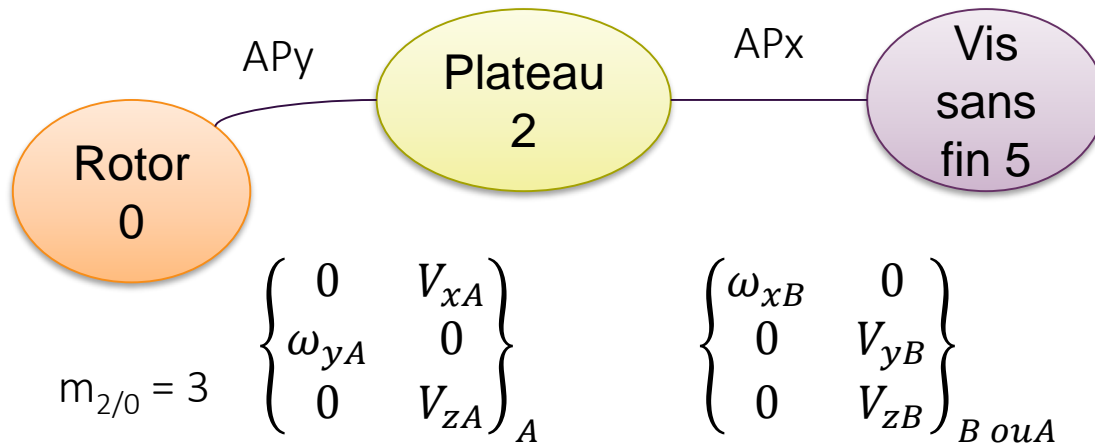 APy
APx
Rotor
0
Plateau
2
Vis
sans
fin 5
m2/0 = 3
{0 VxA
ωyA 0
0 VzA}A
{ωxB 0
0 VyB
0 VzB}B ouA